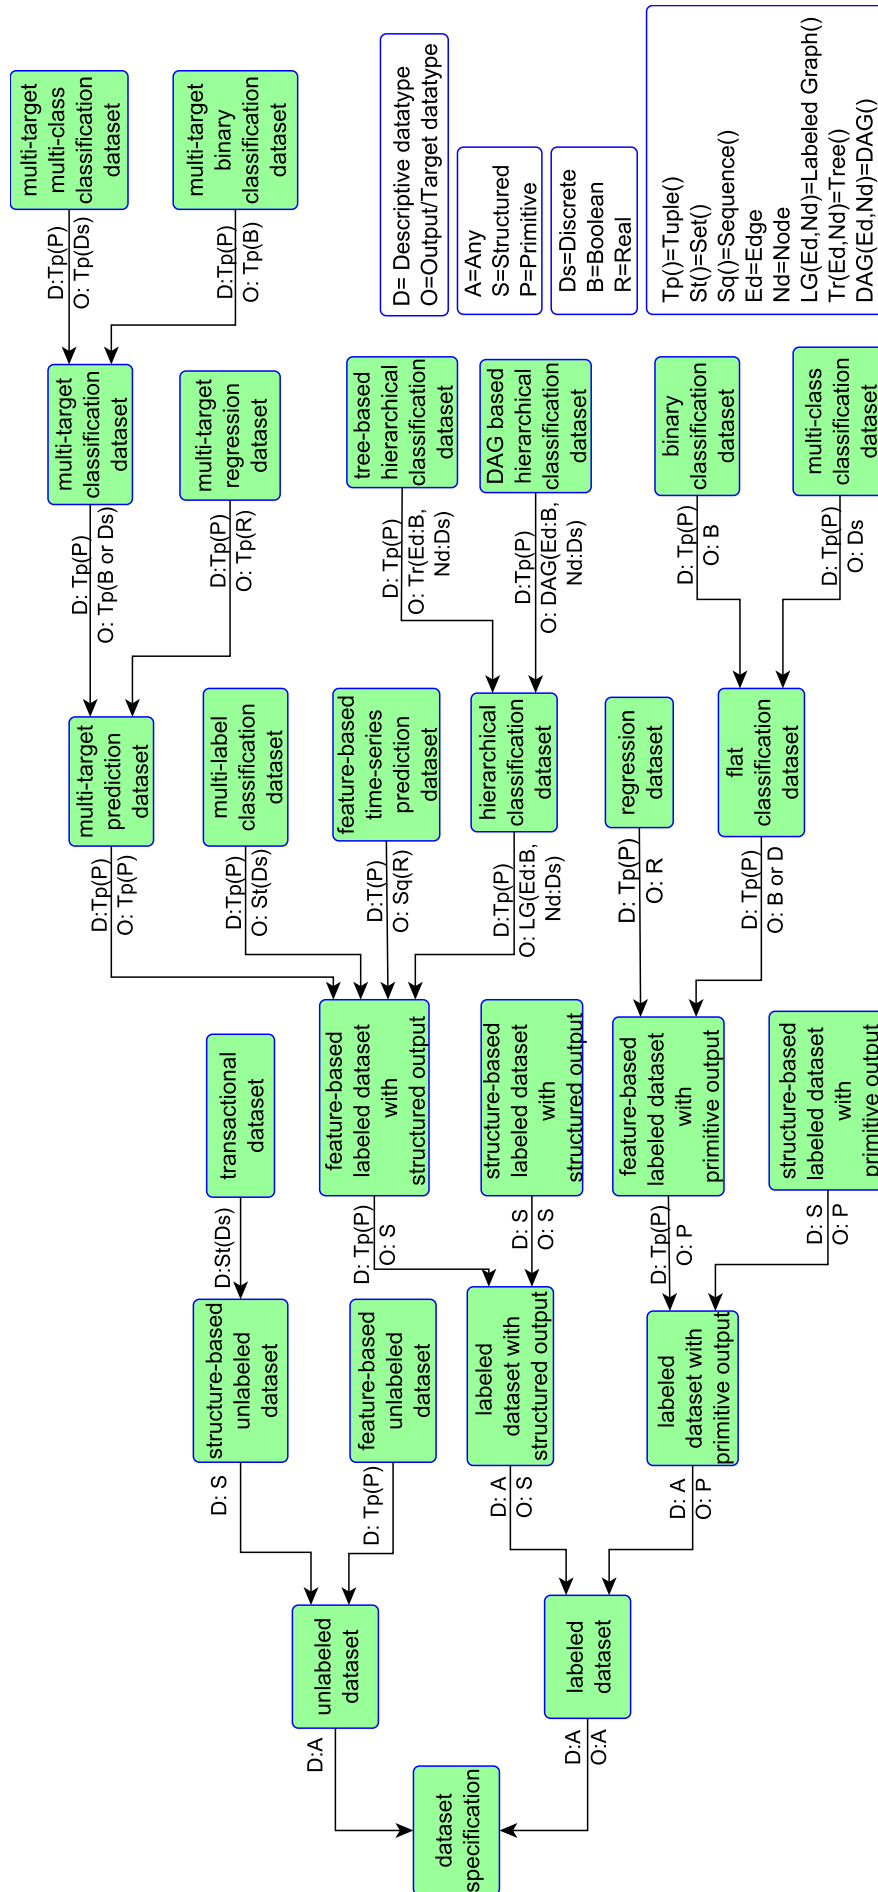 dataset
specification
D:A
unlabeled
dataset
D:A
O:A
labeled
dataset
D: S
structure-based
unlabeled
dataset
D: Tp(P)
feature-based
unlabeled
dataset
D: A
O: S
labeled
dataset with
structured output
D: A
O: P
labeled
dataset with
primitive output
D:St(Ds)
transactional
dataset
D: Tp(P)
O: S
feature-based
labeled dataset
with
structured output
D: S
O: S
structure-based
labeled dataset
with
structured output
D: Tp(P)
O: P
feature-based
labeled dataset
with
primitive output
D: S
O: P
structure-based
labeled dataset
with
primitive output
D:Tp(P)
O: Tp(P)
multi-target
prediction
dataset
D:Tp(P)
O: St(Ds)
multi-label
classification
dataset
D:T(P)
O: Sq(R)
feature-based
time-series
prediction
dataset
D:Tp(P)
O: LG(Ed:B,
Nd:Ds)
hierarchical
classification
dataset
D: Tp(P)
O: R
regression
dataset
D: Tp(P)
O: B or D
flat
classification
dataset
D: Tp(P)
O: Tp(B or Ds)
multi-target
classification
dataset
D:Tp(P)
O: Tp(R)
multi-target
regression
dataset
D: Tp(P)
O: Tr(Ed:B,
Nd:Ds)
tree-based
hierarchical
classification
dataset
D:Tp(P)
O: DAG(Ed:B,
Nd:Ds)
DAG based
hierarchical
classification
dataset
D: Tp(P)
O: B
binary
classification
dataset
D: Tp(P)
O: Ds
multi-class
classification
dataset
D:Tp(P)
O: Tp(Ds)
multi-target
multi-class
classification
dataset
D:Tp(P)
O: Tp(B)
multi-target
binary
classification
dataset
D= Descriptive datatype
O=Output/Target datatype
A=Any
S=Structured
P=Primitive
Ds=Discrete
B=Boolean
R=Real
Tp()=Tuple()
St()=Set()
Sq()=Sequence()
Ed=Edge
Nd=Node
LG(Ed,Nd)=Labeled Graph()
Tr(Ed,Nd)=Tree()
DAG(Ed,Nd)=DAG()